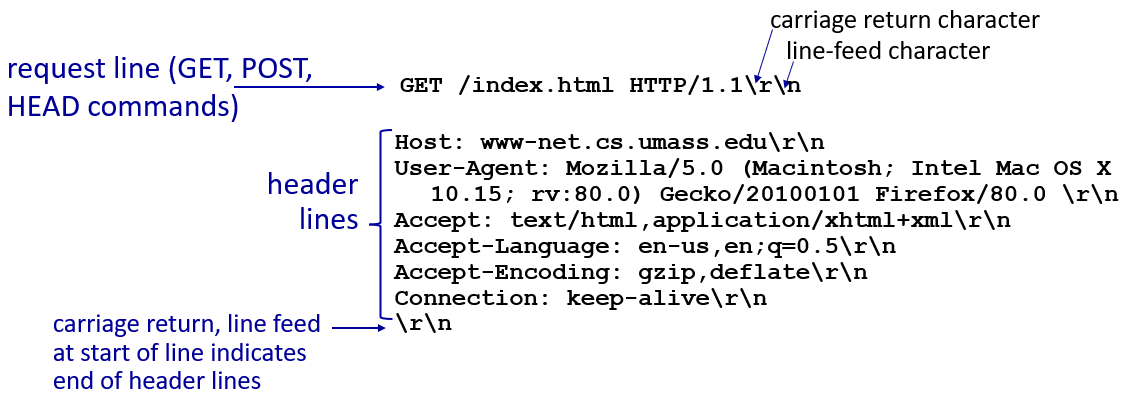 carriage return character
line-feed character
request line (GET, POST,
HEAD commands)
GET /index.html HTTP/1.1\r\n
header
lines
Host: www-net.cs.umass.edu\r\n
User-Agent: Mozilla/5.0 (Macintosh; Intel Mac OS X
10.15; rv:80.0) Gecko/20100101 Firefox/80.0 \r\n
Accept: text/html,application/xhtml+xml\r\n
Accept-Language: en-us,en;q=0.5\r\n
Accept-Encoding: gzip,deflate\r\n
Connection: keep-alive\r\n
\r\n
carriage return, line feed
at start of line indicates
end of header lines